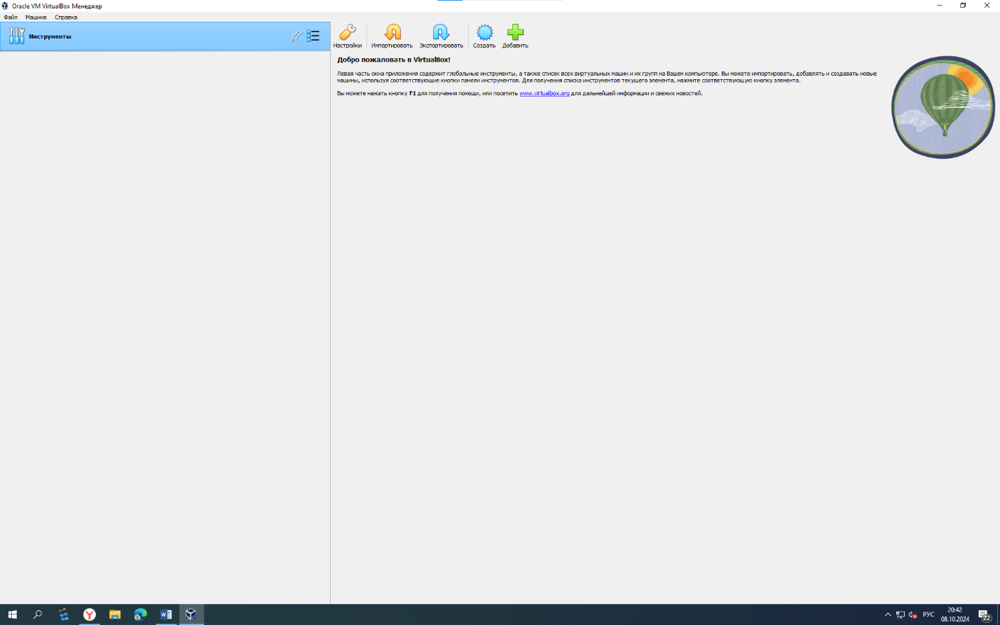 Oracle VM VirtualBox Менеджер
Файл Машина Справка
Инструменты
Настройки Импортировать Экспортировать Создать Добавить
Добро пожаловать в VirtualBox!
Левая часть окна приложения содержит глобальные инструменты, а также список всех виртуальных машин и их групп на Вашем компьютере. Вы можете импортировать, добавлять и создавать новые
машины, используя соответствующие кнопки панели инструментов. Для получения списка инструментов текущего элемента, нажмите соответствующую кнопку элемента.
Вы можете нажать кнопку F1 для получения помощи, или посетить www.virtualbox.org для дальнейшей информации и свежих новостей.
РУС
20:42
08.10.2024
22